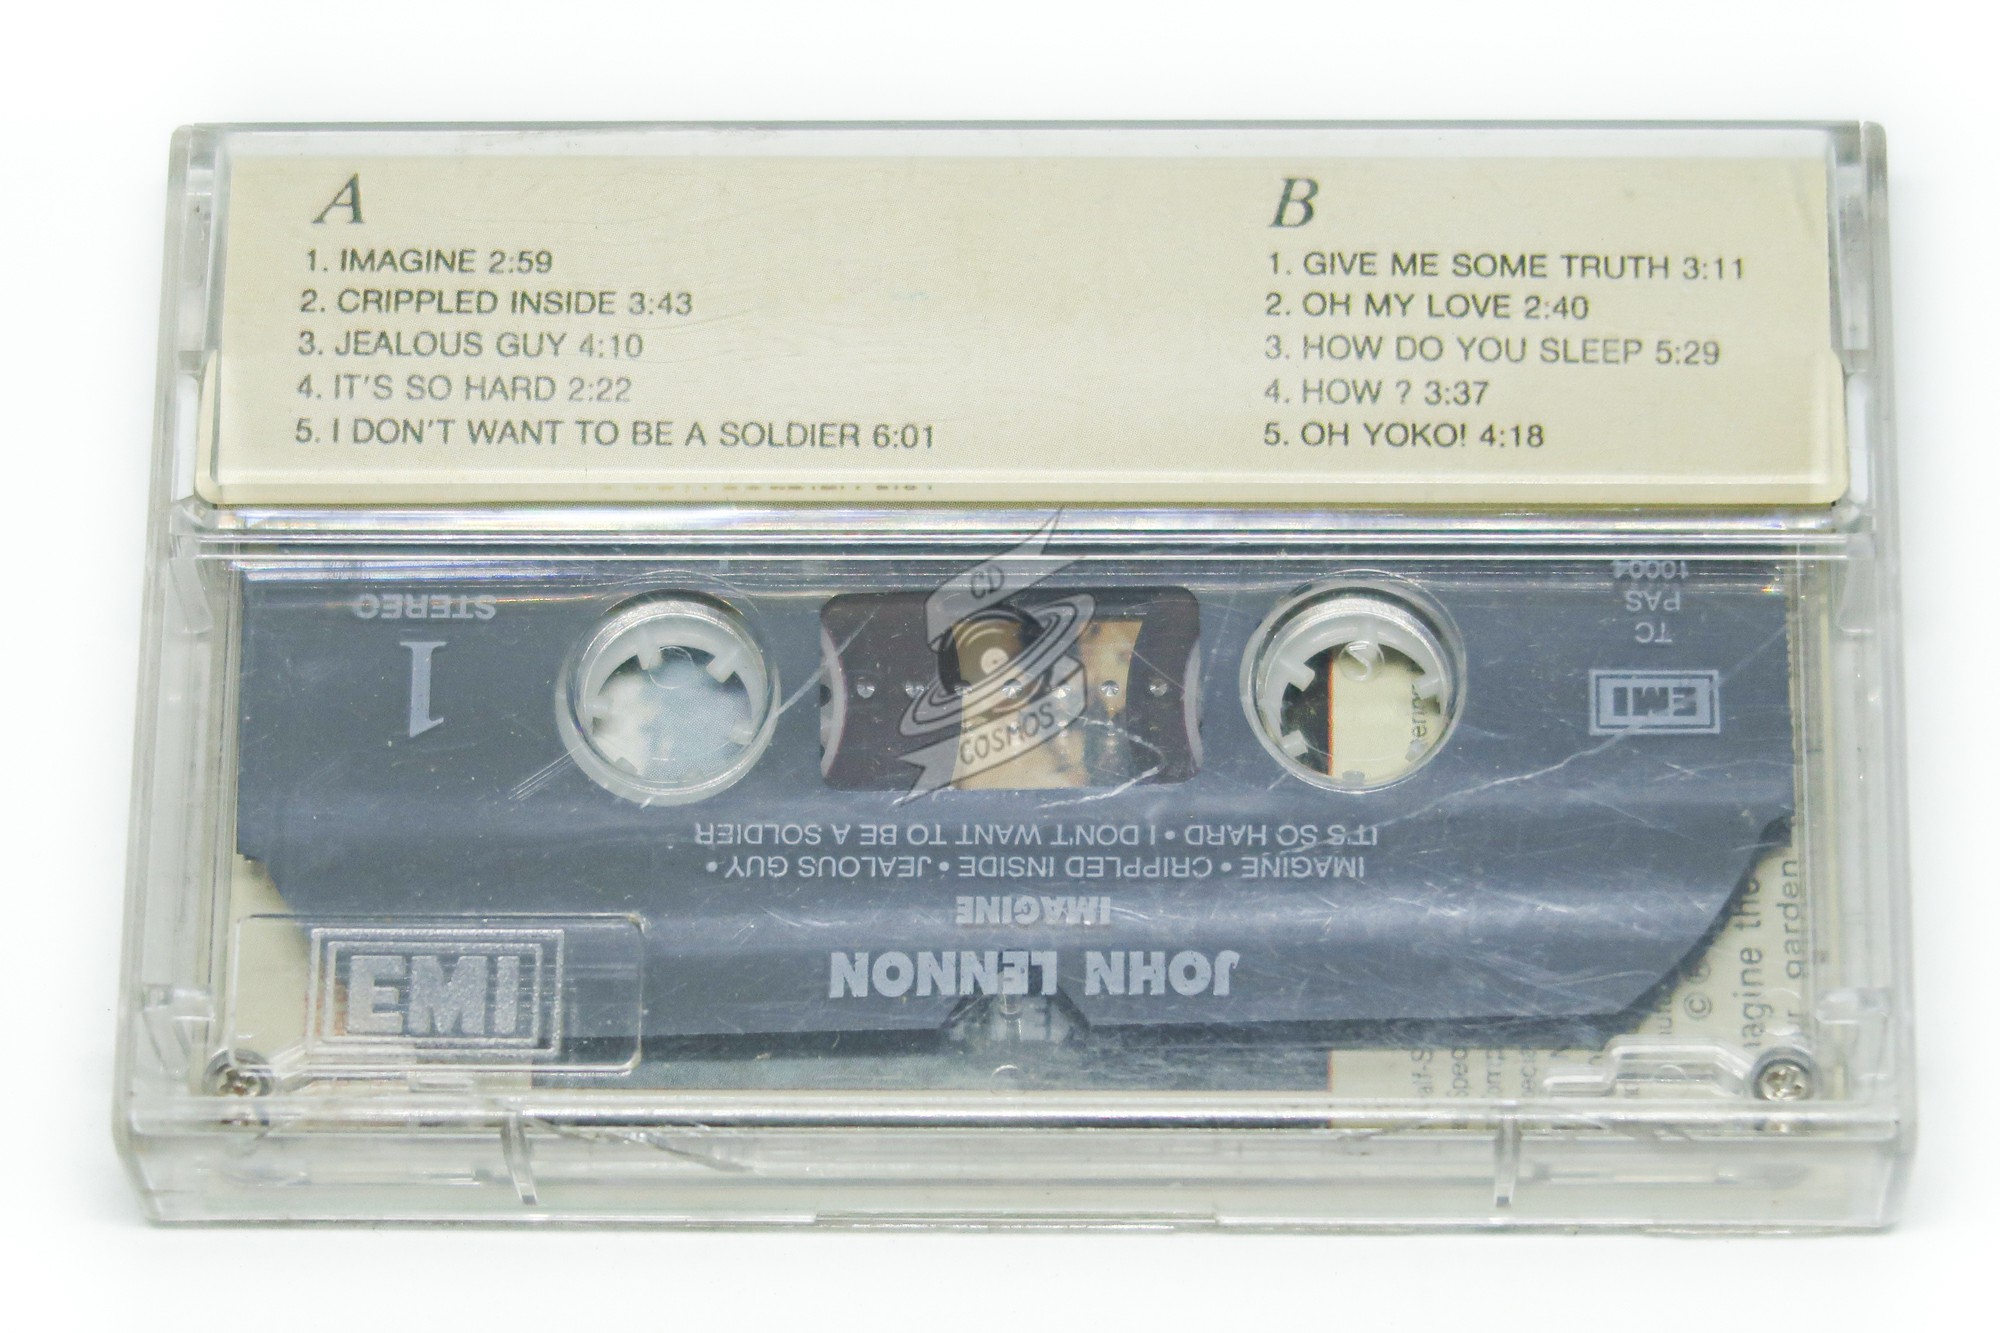 A
1. IMAGINE 2:59
2. CRIPPLED INSIDE 3:43
3. JEALOUS GUY 4:10
4. IT'S SO HARD 2:22
5. I DON'T WANT TO BE A SOLDIER 6:01
B
1. GIVE ME SOME TRUTH 3:11
2. OH MY LOVE 2:40
3. HOW DO YOU SLEEP 5:29
4. HOW ? 3:37
5. OH YOKO! 4:18
JOHN LENNON
IMAGINE
IMAGINE • CRIPPLED INSIDE • JEALOUS GUY •
IT'S SO HARD • I DON'T WANT TO BE A SOLDIER
EMI
TC
PAS
10004
1
STEREO
CD
COSMOS
EMI
imagine the
garden